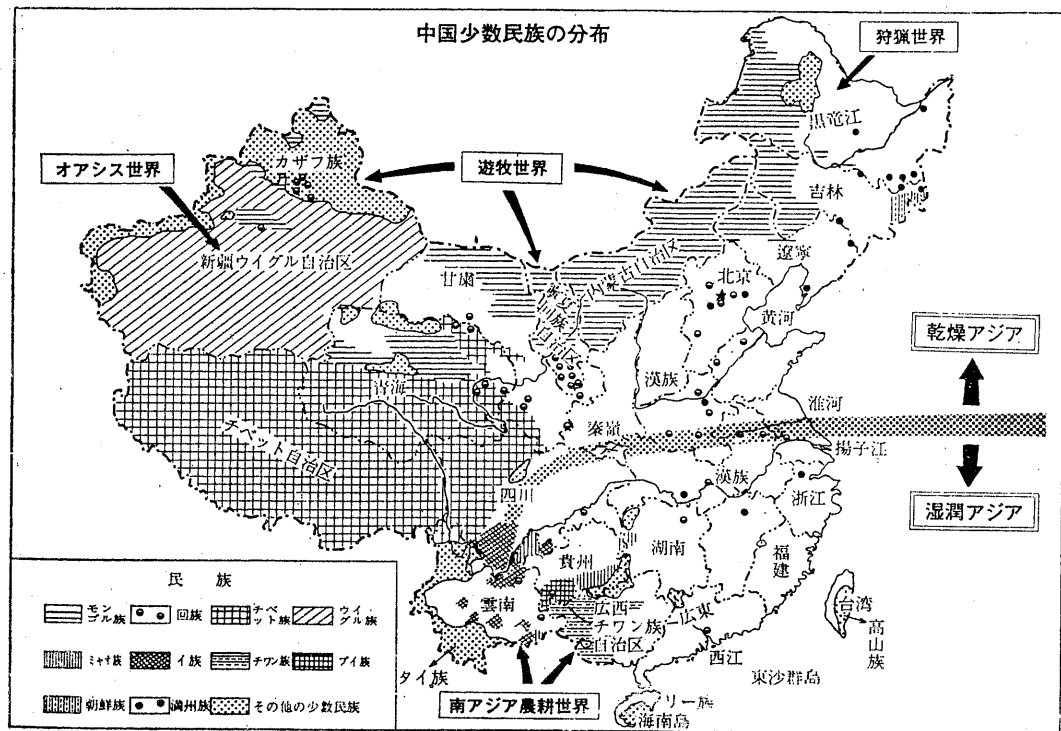 中国少数民族の分布
狩猟世界
黒竜江
オアシス世界
カザフ族
遊牧世界
吉林
新疆ウイグル自治区
甘粛
内蒙古自治区
遼寧
北京
自治区
黄河
乾燥アジア
青海
漢族
淮河
秦嶺
揚子江
チベット自治区
四川
漢族
浙江
湿潤アジア
貴州
湖南
福建
雲南
広西
チワン族
自治区
広東
台湾
高山族
西江
タイ族
東沙群島
南アジア農耕世界
リー族
海南島
民 族
モンゴル族
回族
チベット族
ウイグル族
ミャオ族
イ族
チワン族
プイ族
朝鮮族
満州族
その他の少数民族